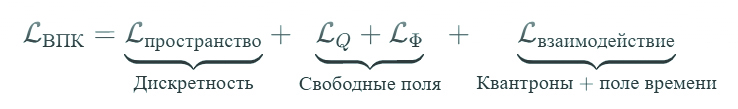 ℒ_ВПК = ℒ_пространство + ℒ_Q + ℒ_Φ + ℒ_взаимодействие
Дискретность Свободные поля Квантроны + поле времени